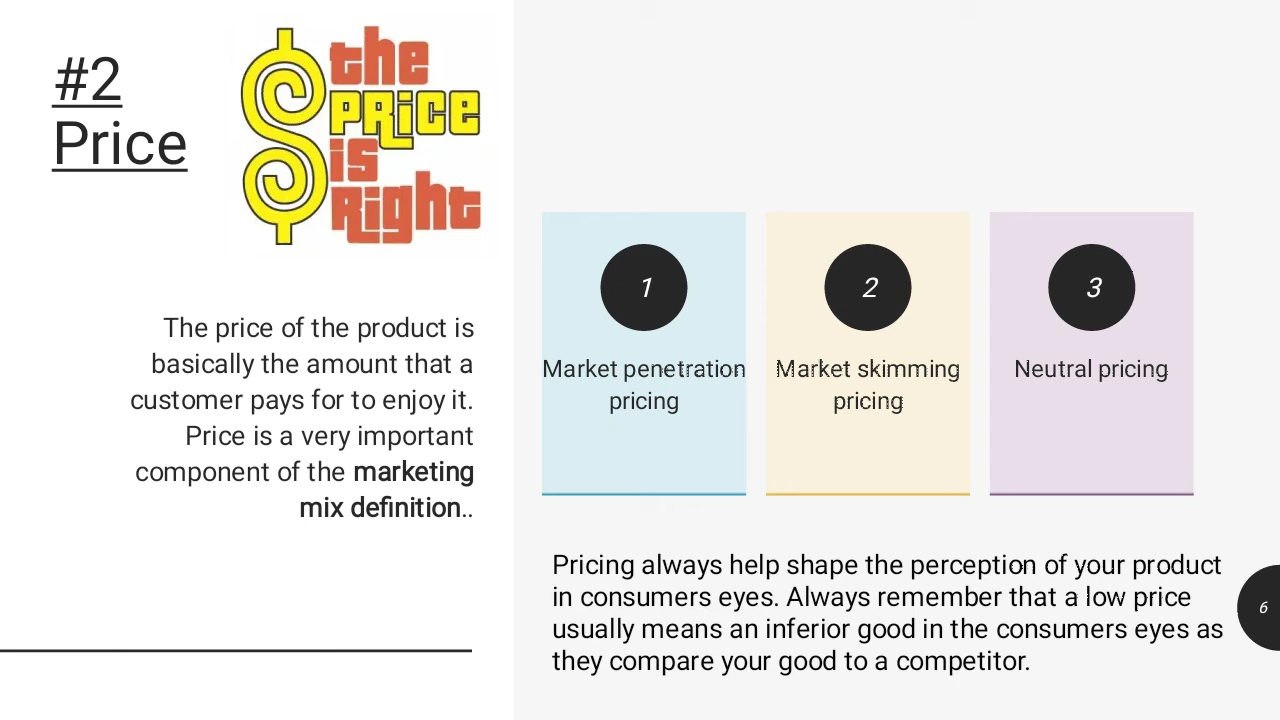 #2
Price
the
PRice
is
Right
The price of the product is
basically the amount that a
customer pays for to enjoy it.
Price is a very important
component of the marketing
mix definition..
1
Market penetration
pricing
2
Market skimming
pricing
3
Neutral pricing
Pricing always help shape the perception of your product
in consumers eyes. Always remember that a low price
usually means an inferior good in the consumers eyes as
they compare your good to a competitor.
6